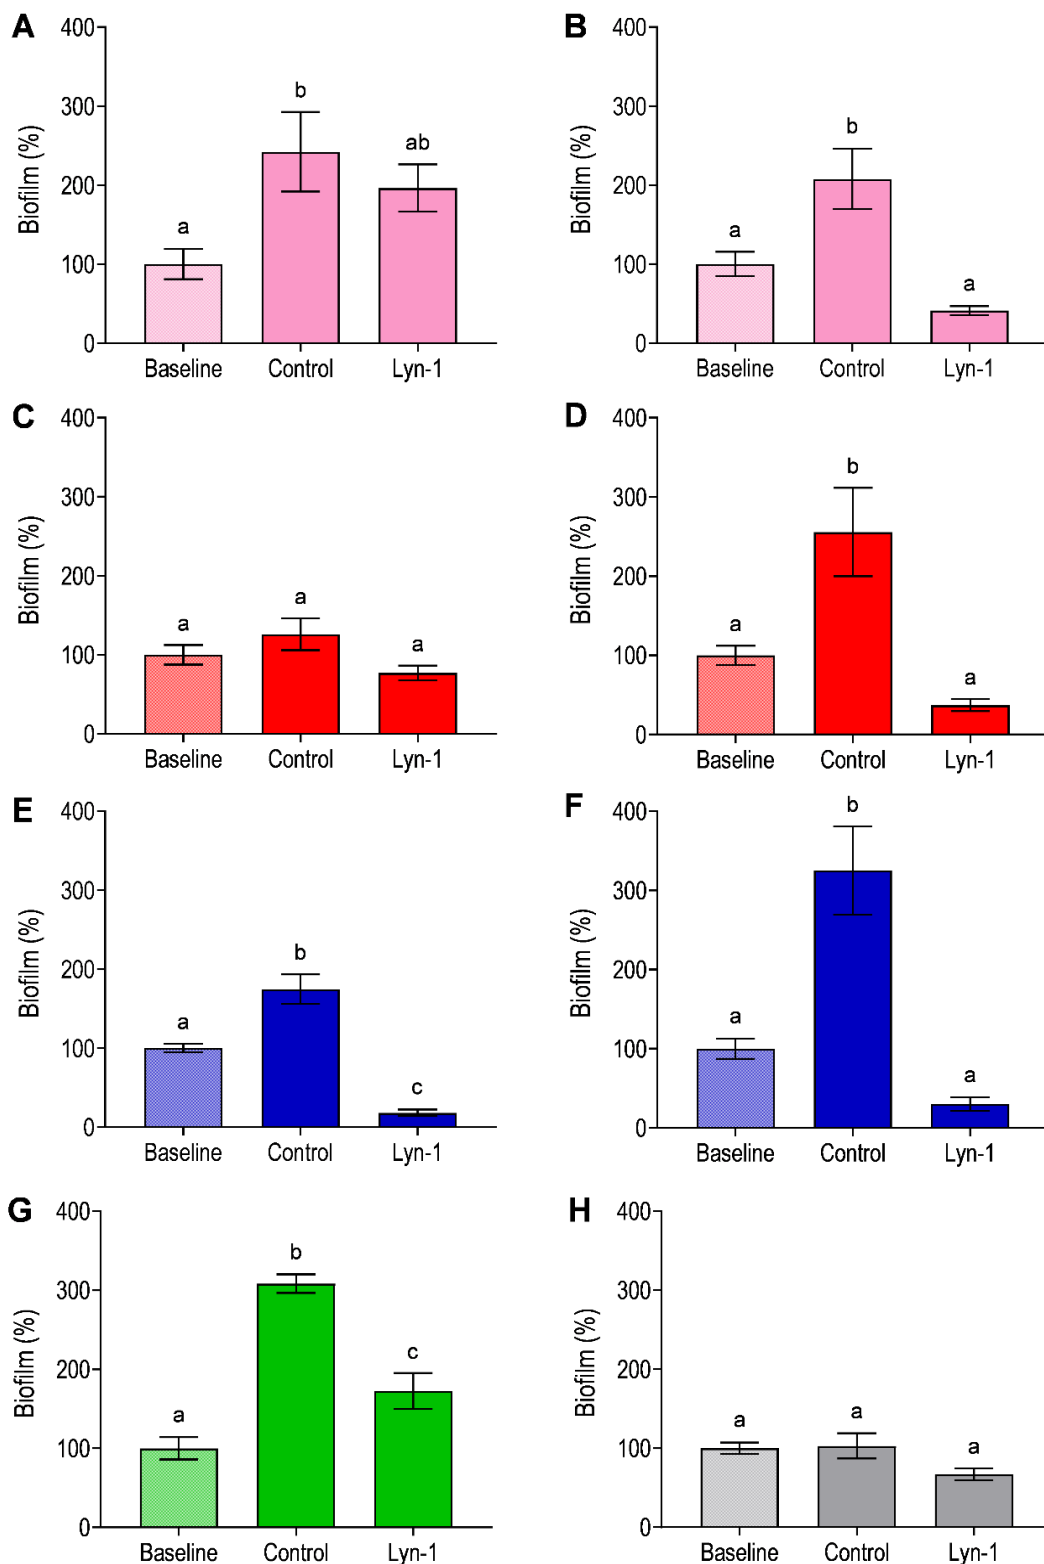 A
Biofilm (%)
400
300
200
100
0
a
b
ab
Baseline Control Lyn-1
B
Biofilm (%)
400
300
200
100
0
a
b
a
Baseline Control Lyn-1
C
Biofilm (%)
400
300
200
100
0
a
a
a
Baseline Control Lyn-1
D
Biofilm (%)
400
300
200
100
0
a
b
a
Baseline Control Lyn-1
E
Biofilm (%)
400
300
200
100
0
a
b
c
Baseline Control Lyn-1
F
Biofilm (%)
400
300
200
100
0
a
b
a
Baseline Control Lyn-1
G
Biofilm (%)
400
300
200
100
0
a
b
c
Baseline Control Lyn-1
H
Biofilm (%)
400
300
200
100
0
a
a
a
Baseline Control Lyn-1